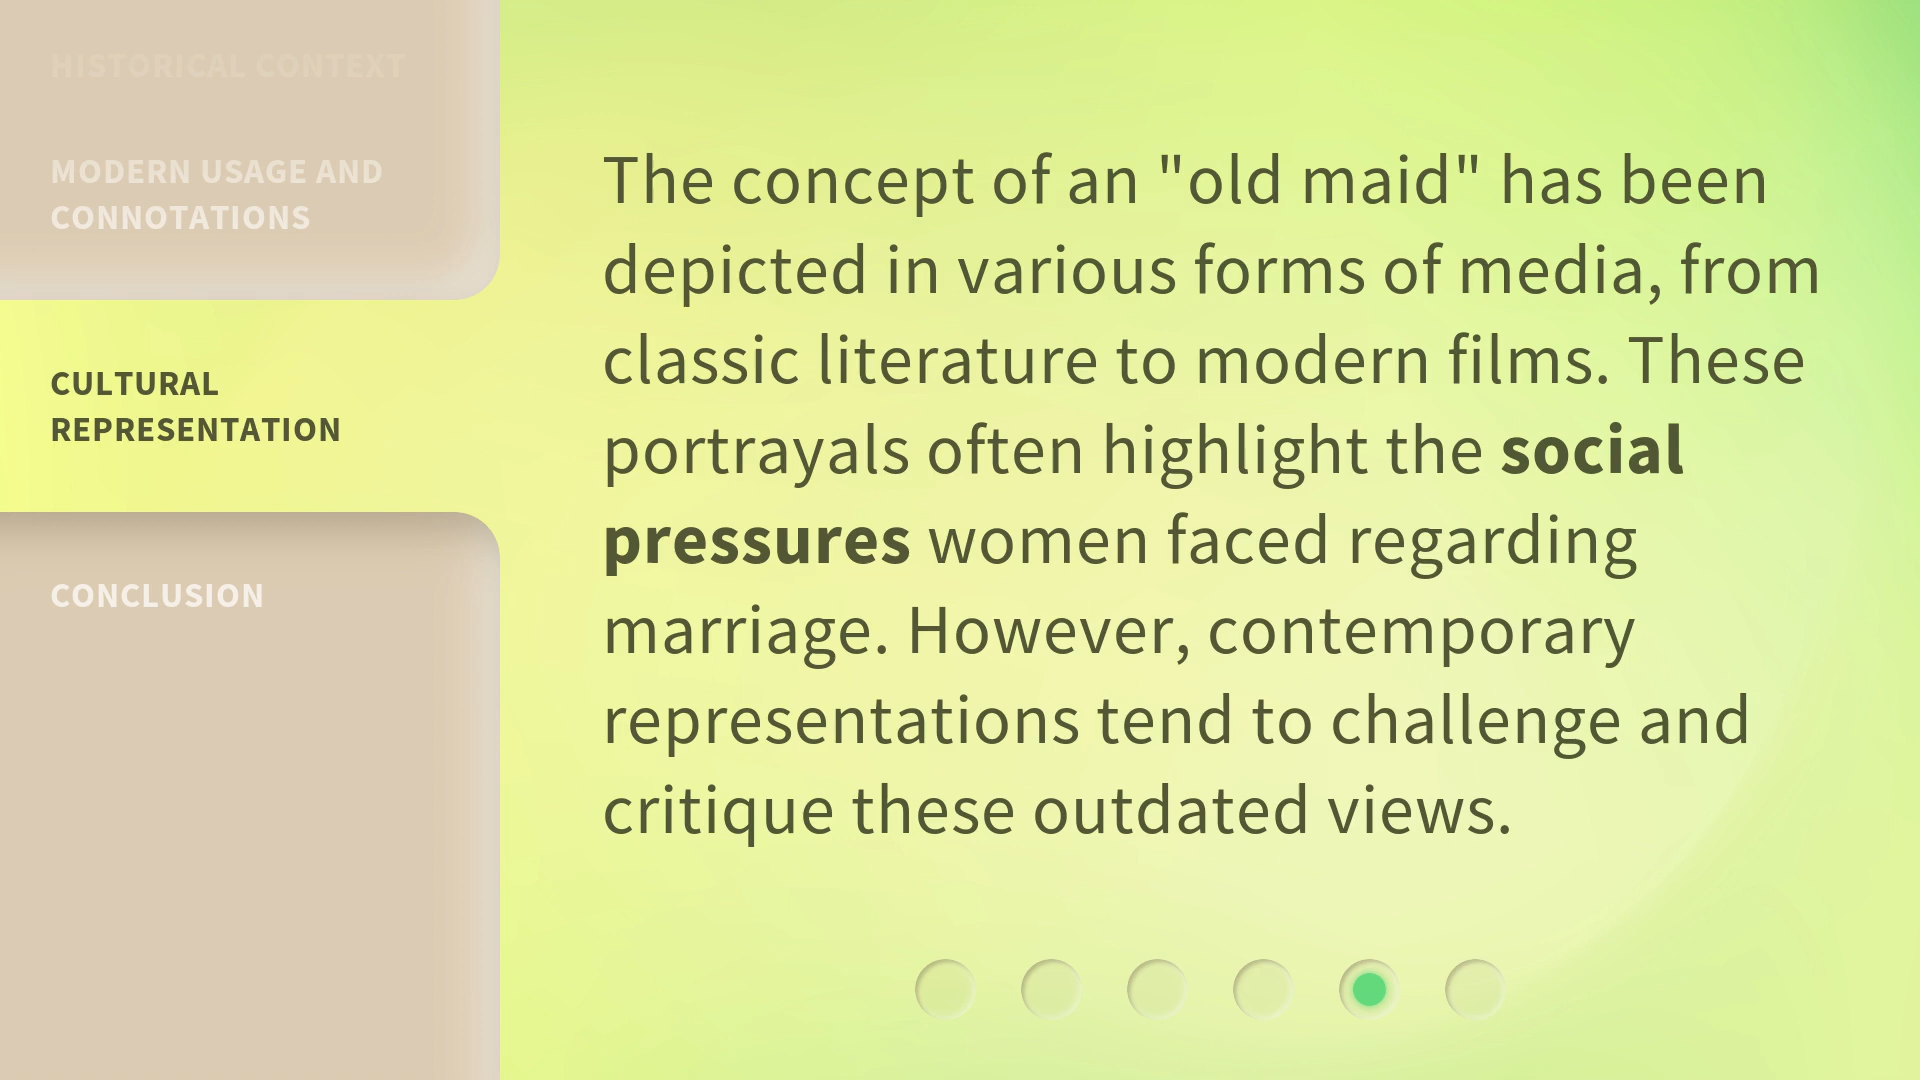 HISTORICAL CONTEXT
MODERN USAGE AND
CONNOTATIONS
CULTURAL
REPRESENTATION
CONCLUSION
The concept of an "old maid" has been
depicted in various forms of media, from
classic literature to modern films. These
portrayals often highlight the social
pressures women faced regarding
marriage. However, contemporary
representations tend to challenge and
critique these outdated views.